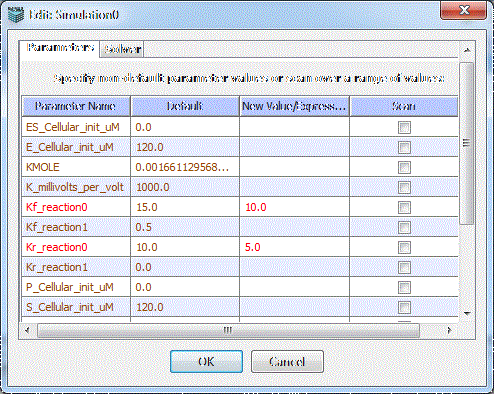 Edit: Simulation0
Parameters Solver
Specify non-default parameter values or scan over a range of values:
Parameter Name Default New Value/Express... Scan
ES_Cellular_init_uM 0.0
E_Cellular_init_uM 120.0
KMOLE 0.001661129568...
K_millivolts_per_volt 1000.0
Kf_reaction0 15.0 10.0
Kf_reaction1 0.5
Kr_reaction0 10.0 5.0
Kr_reaction1 0.0
P_Cellular_init_uM 0.0
S_Cellular_init_uM 120.0
OK Cancel